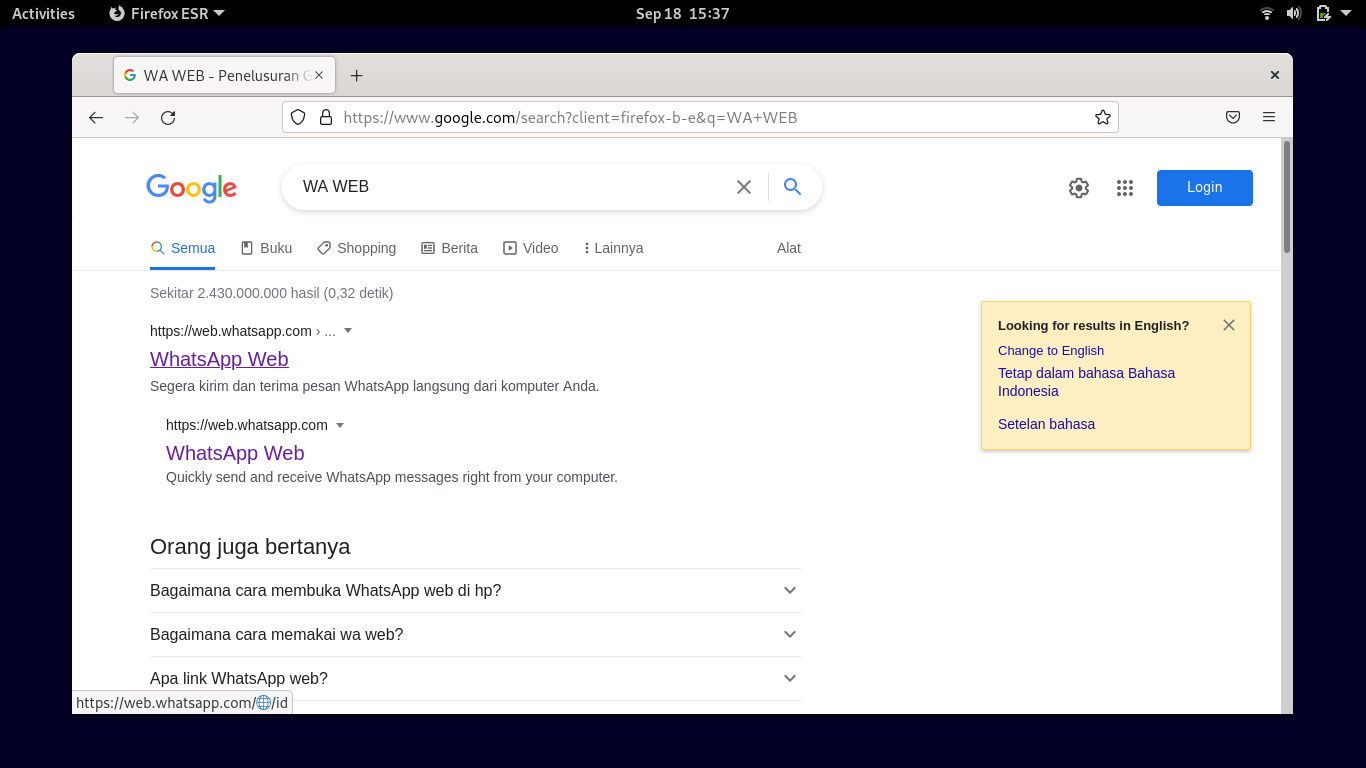 Activities
Firefox ESR
Sep 18 15:37
WA WEB - Penelusuran G
https://www.google.com/search?client=firefox-b-e&q=WA+WEB
Google
WA WEB
Login
Semua
Buku
Shopping
Berita
Video
Lainnya
Alat
Sekitar 2.430.000.000 hasil (0,32 detik)
https://web.whatsapp.com › ...
WhatsApp Web
Segera kirim dan terima pesan WhatsApp langsung dari komputer Anda.
https://web.whatsapp.com
WhatsApp Web
Quickly send and receive WhatsApp messages right from your computer.
Looking for results in English?
Change to English
Tetap dalam bahasa Bahasa
Indonesia
Setelan bahasa
Orang juga bertanya
Bagaimana cara membuka WhatsApp web di hp?
Bagaimana cara memakai wa web?
Apa link WhatsApp web?
https://web.whatsapp.com/🌐/id